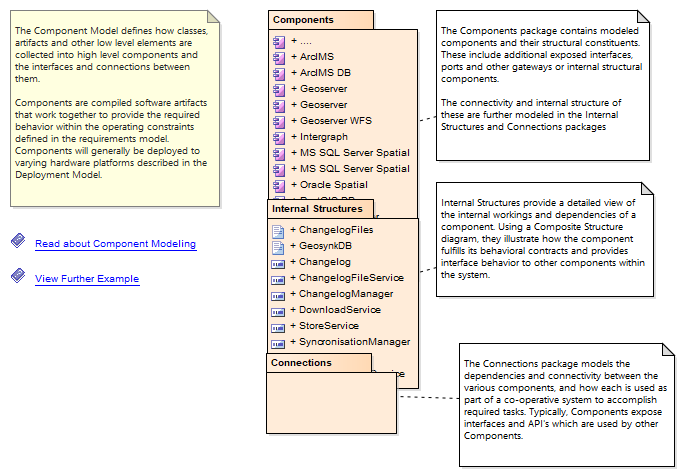 The Component Model defines how classes,
artifacts and other low level elements are
collected into high level components and
the interfaces and connections between
them.
Components are compiled software artifacts
that work together to provide the required
behavior within the operating constraints
defined in the requirements model.
Components will generally be deployed to
varying hardware platforms described in the
Deployment Model.
Read about Component Modeling
View Further Example
Components
+ ....
+ ArdIMS
+ ArdIMS DB
+ Geoserver
+ Geoserver
+ Geoserver WFS
+ Intergraph
+ MS SQL Server Spatial
+ MS SQL Server Spatial
+ Oracle Spatial
Internal Structures
+ ChangelogFiles
+ GeosynkDB
+ Changelog
+ ChangelogFileService
+ ChangelogManager
+ DownloadService
+ StoreService
+ SyncronisationManager
Connections
The Components package contains modeled
components and their structural constituents.
These include additional exposed interfaces,
ports and other gateways or internal structural
components.
The connectivity and internal structure of
these are further modeled in the Internal
Structures and Connections packages
Internal Structures provide a detailed view of
the internal workings and dependencies of a
component. Using a Composite Structure
diagram, they illustrate how the component
fulfills its behavioral contracts and provides
interface behavior to other components within
the system.
The Connections package models the
dependencies and connectivity between the
various components, and how each is used as
part of a co-operative system to accomplish
required tasks. Typically, Components expose
interfaces and API's which are used by other
Components.